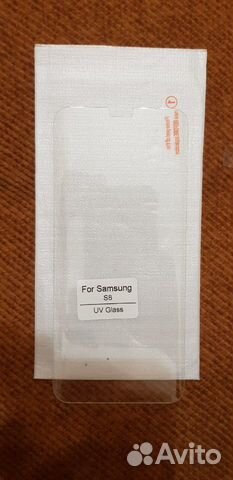 For Samsung
S8
UV Glass
Avito